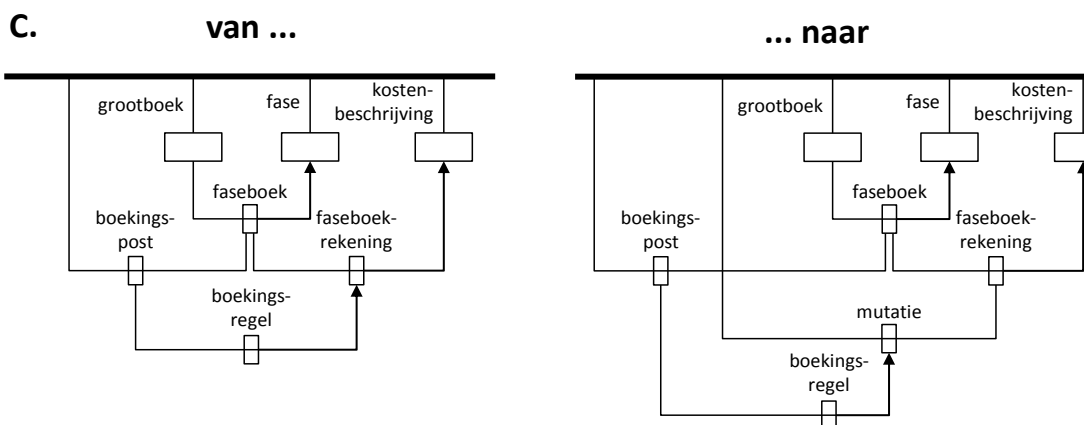 C.
van ...
... naar
grootboek
fase
kosten-
beschrijving
faseboek
boekings-
post
faseboek-
rekening
boekings-
regel
grootboek
fase
kosten-
beschrijving
faseboek
boekings-
post
faseboek-
rekening
mutatie
boekings-
regel